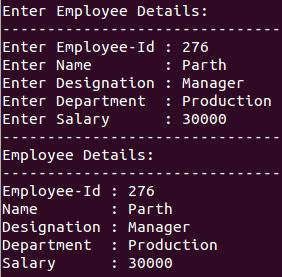 Enter Employee Details:
-------------------------------
Enter Employee-Id : 276
Enter Name        : Parth
Enter Designation : Manager
Enter Department  : Production
Enter Salary      : 30000
-------------------------------
Employee Details:
-------------------------------
Employee-Id : 276
Name        : Parth
Designation : Manager
Department  : Production
Salary      : 30000